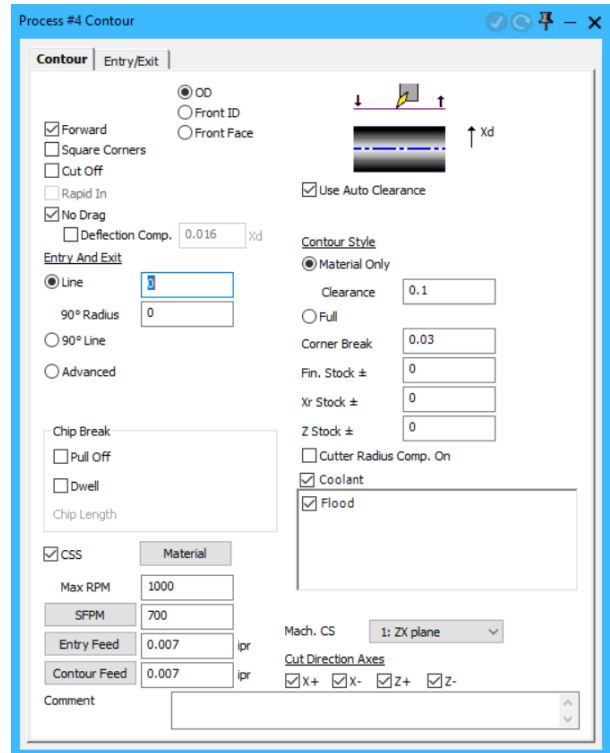 Process #4 Contour
Contour Entry/Exit
OD
Front ID
Front Face
Forward
Square Corners
Cut Off
Rapid In
No Drag
Deflection Comp. 0.016 Xd
Entry And Exit
Line 0
90° Radius 0
90° Line
Advanced
Chip Break
Pull Off
Dwell
Chip Length
CSS Material
Max RPM 1000
SFPM 700
Entry Feed 0.007 ipr
Contour Feed 0.007 ipr
Comment
Xd
Use Auto Clearance
Contour Style
Material Only
Clearance 0.1
Full
Corner Break 0.03
Fin. Stock ± 0
Xr Stock ± 0
Z Stock ± 0
Cutter Radius Comp. On
Coolant
Flood
Mach. CS 1: ZX plane
Cut Direction Axes
X+ X- Z+ Z-